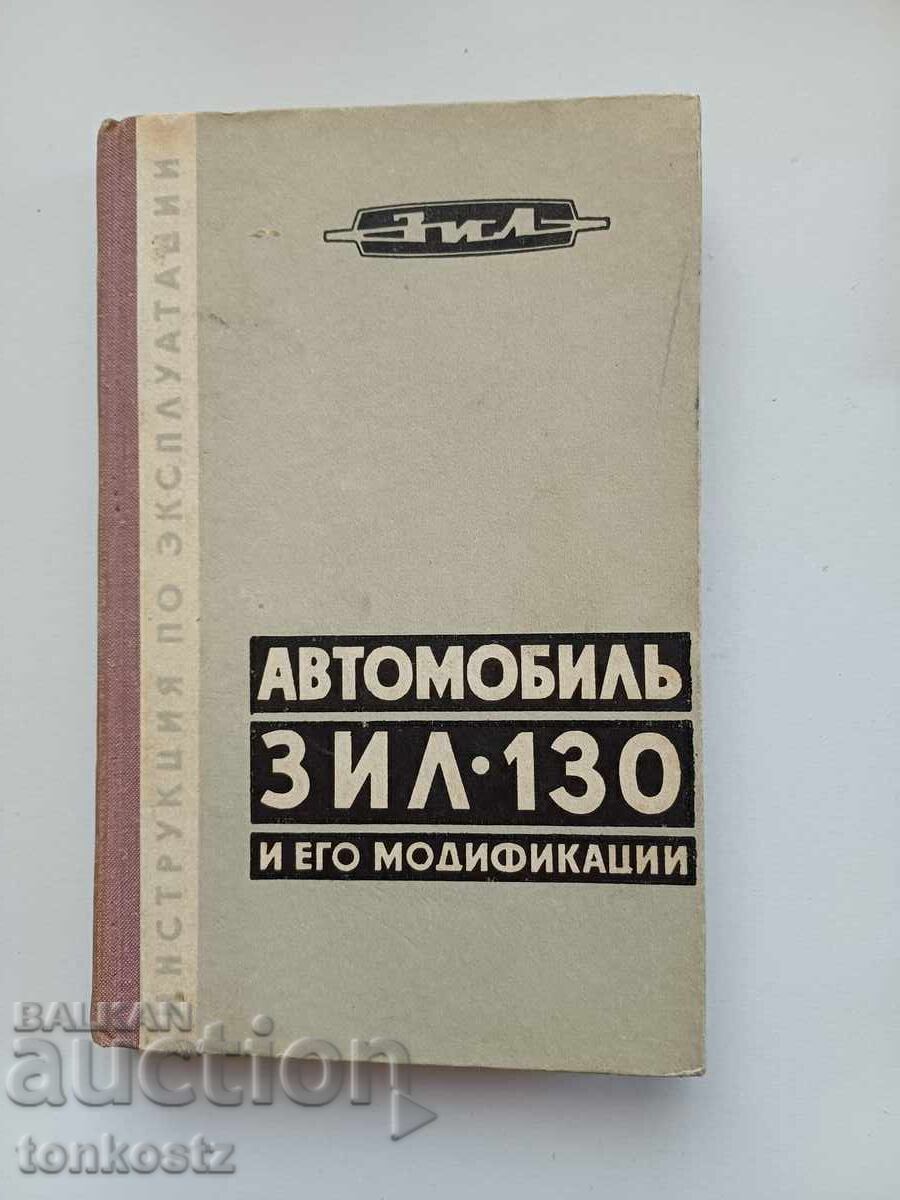 ЗИЛ
ИНСТРУКЦИЯ ПО ЭКСПЛУАТАЦИИ
АВТОМОБИЛЬ
ЗИЛ·130
И ЕГО МОДИФИКАЦИИ
BALKAN
auction
tonkostz